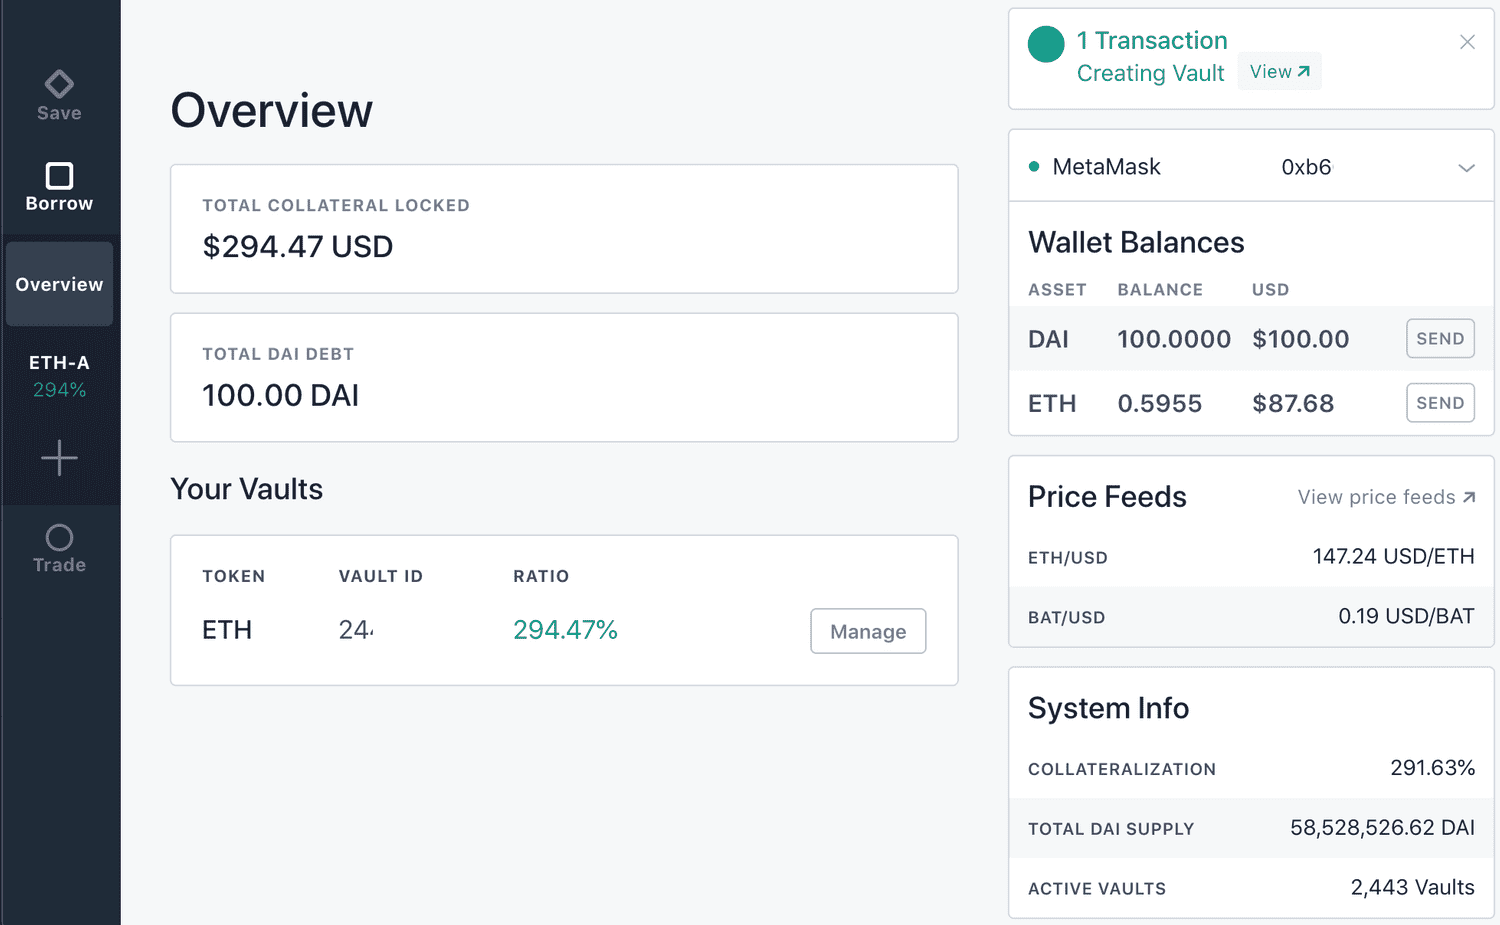 Save
Borrow
Overview
ETH-A
294%
Trade
Overview
TOTAL COLLATERAL LOCKED
$294.47 USD
TOTAL DAI DEBT
100.00 DAI
Your Vaults
TOKEN VAULT ID RATIO
ETH 24 294.47% Manage
1 Transaction
Creating Vault View
MetaMask 0xb6
Wallet Balances
ASSET BALANCE USD
DAI 100.0000 $100.00 SEND
ETH 0.5955 $87.68 SEND
Price Feeds View price feeds
ETH/USD 147.24 USD/ETH
BAT/USD 0.19 USD/BAT
System Info
COLLATERALIZATION 291.63%
TOTAL DAI SUPPLY 58,528,526.62 DAI
ACTIVE VAULTS 2,443 Vaults